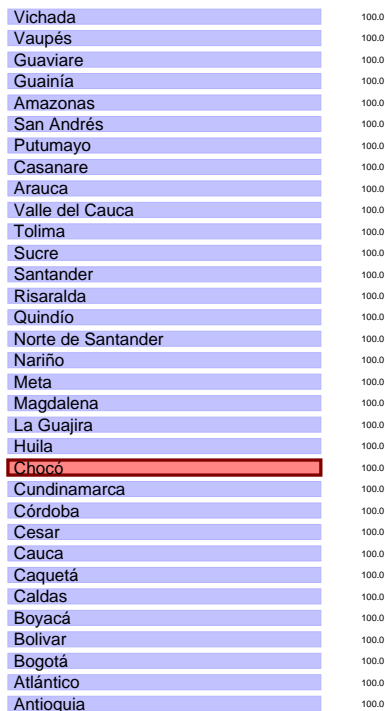 Vichada 100.0
Vaupés 100.0
Guaviare 100.0
Guainía 100.0
Amazonas 100.0
San Andrés 100.0
Putumayo 100.0
Casanare 100.0
Arauca 100.0
Valle del Cauca 100.0
Tolima 100.0
Sucre 100.0
Santander 100.0
Risaralda 100.0
Quindío 100.0
Norte de Santander 100.0
Nariño 100.0
Meta 100.0
Magdalena 100.0
La Guajira 100.0
Huila 100.0
Chocó 100.0
Cundinamarca 100.0
Córdoba 100.0
Cesar 100.0
Cauca 100.0
Caquetá 100.0
Caldas 100.0
Boyacá 100.0
Bolivar 100.0
Bogotá 100.0
Atlántico 100.0
Antioquia 100.0